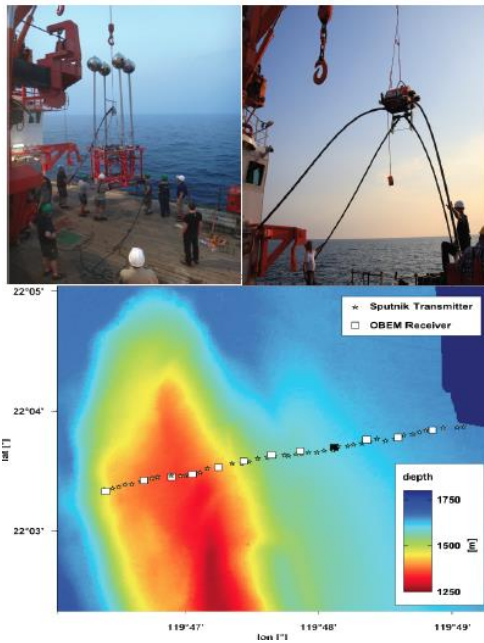 22°05'
Sputnik Transmitter
OBEM Receiver
22°04'
lat [°]
depth
1750
22°03'
1500
[m]
1250
119°47'
119°48'
119°49'
lon [°]